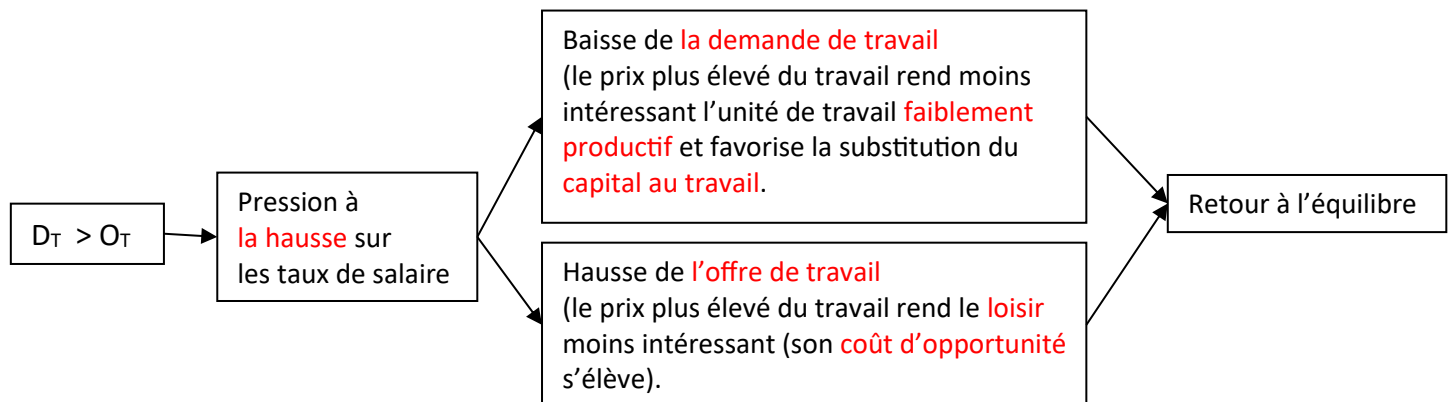 D_T > O_T
Pression à
la hausse sur
les taux de salaire
Baisse de la demande de travail
(le prix plus élevé du travail rend moins
intéressant l’unité de travail faiblement
productif et favorise la substitution du
capital au travail.
Hausse de l’offre de travail
(le prix plus élevé du travail rend le loisir
moins intéressant (son coût d’opportunité
s’élève).
Retour à l’équilibre